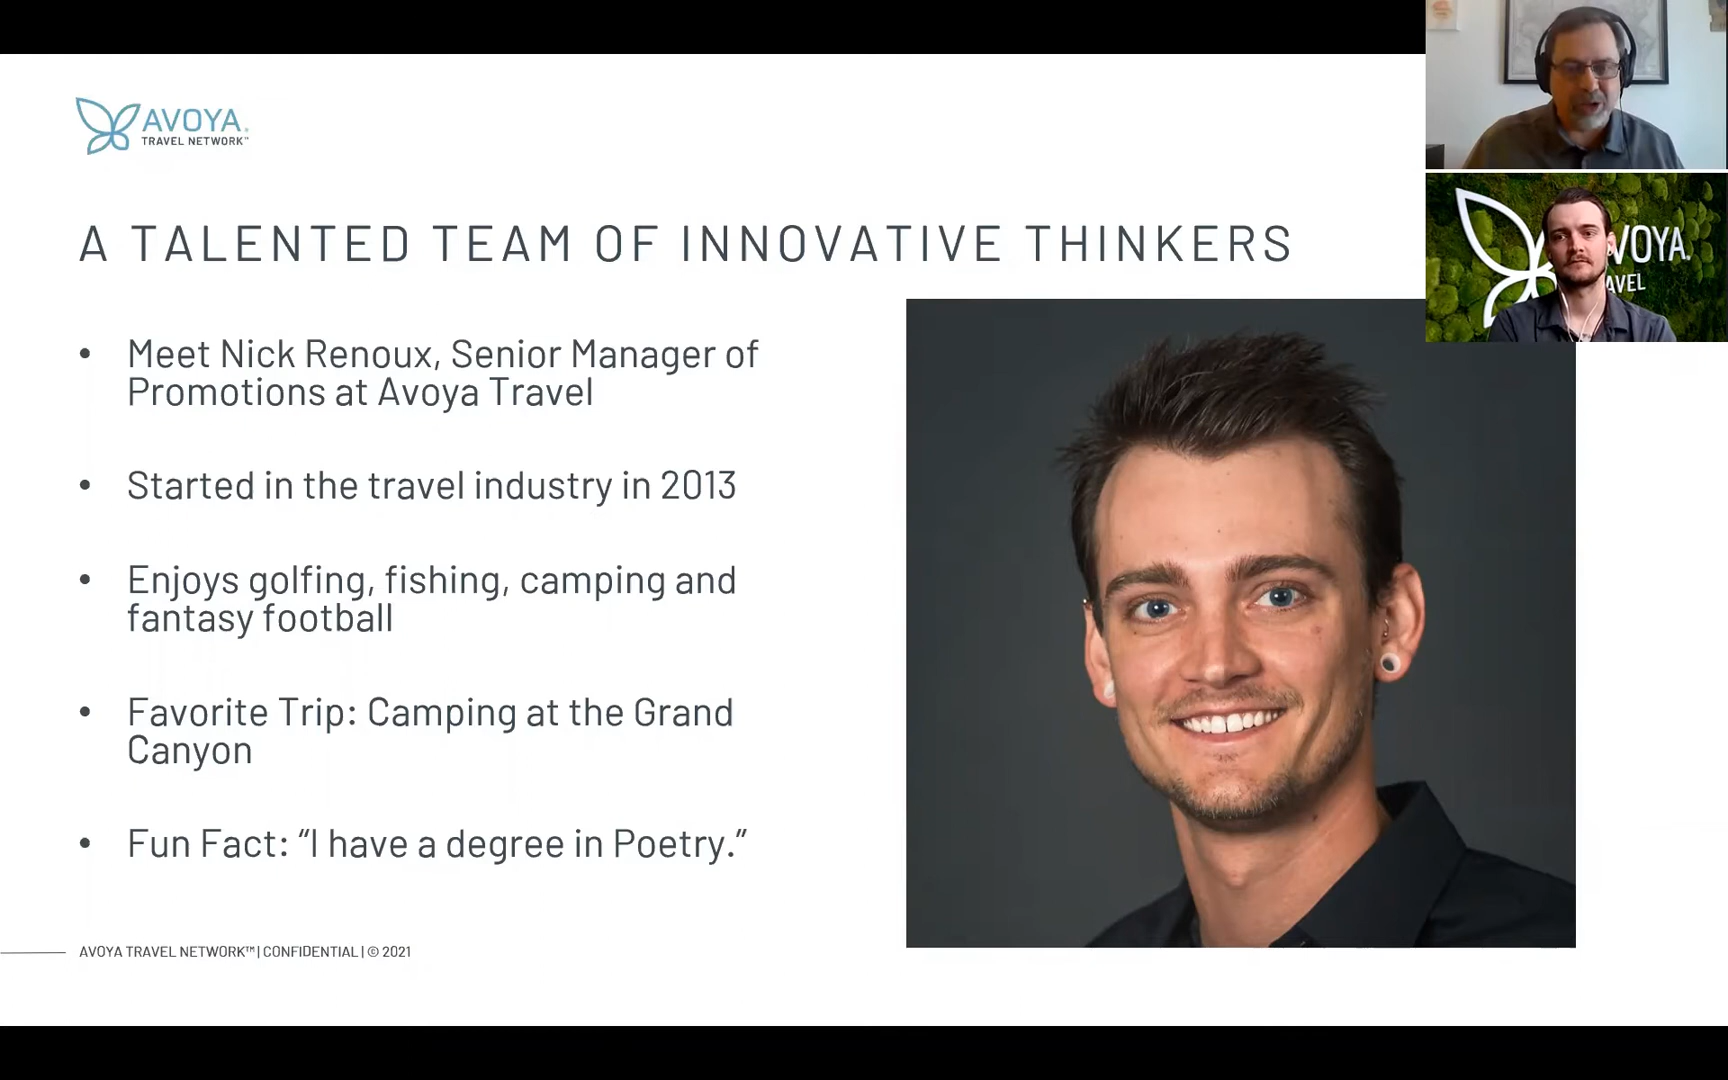 AVOYA®
TRAVEL NETWORK™
A TALENTED TEAM OF INNOVATIVE THINKERS
• Meet Nick Renoux, Senior Manager of
Promotions at Avoya Travel
• Started in the travel industry in 2013
• Enjoys golfing, fishing, camping and
fantasy football
• Favorite Trip: Camping at the Grand
Canyon
• Fun Fact: “I have a degree in Poetry.”
AVOYA TRAVEL NETWORK™ | CONFIDENTIAL | © 2021
VOYA®
AVEL